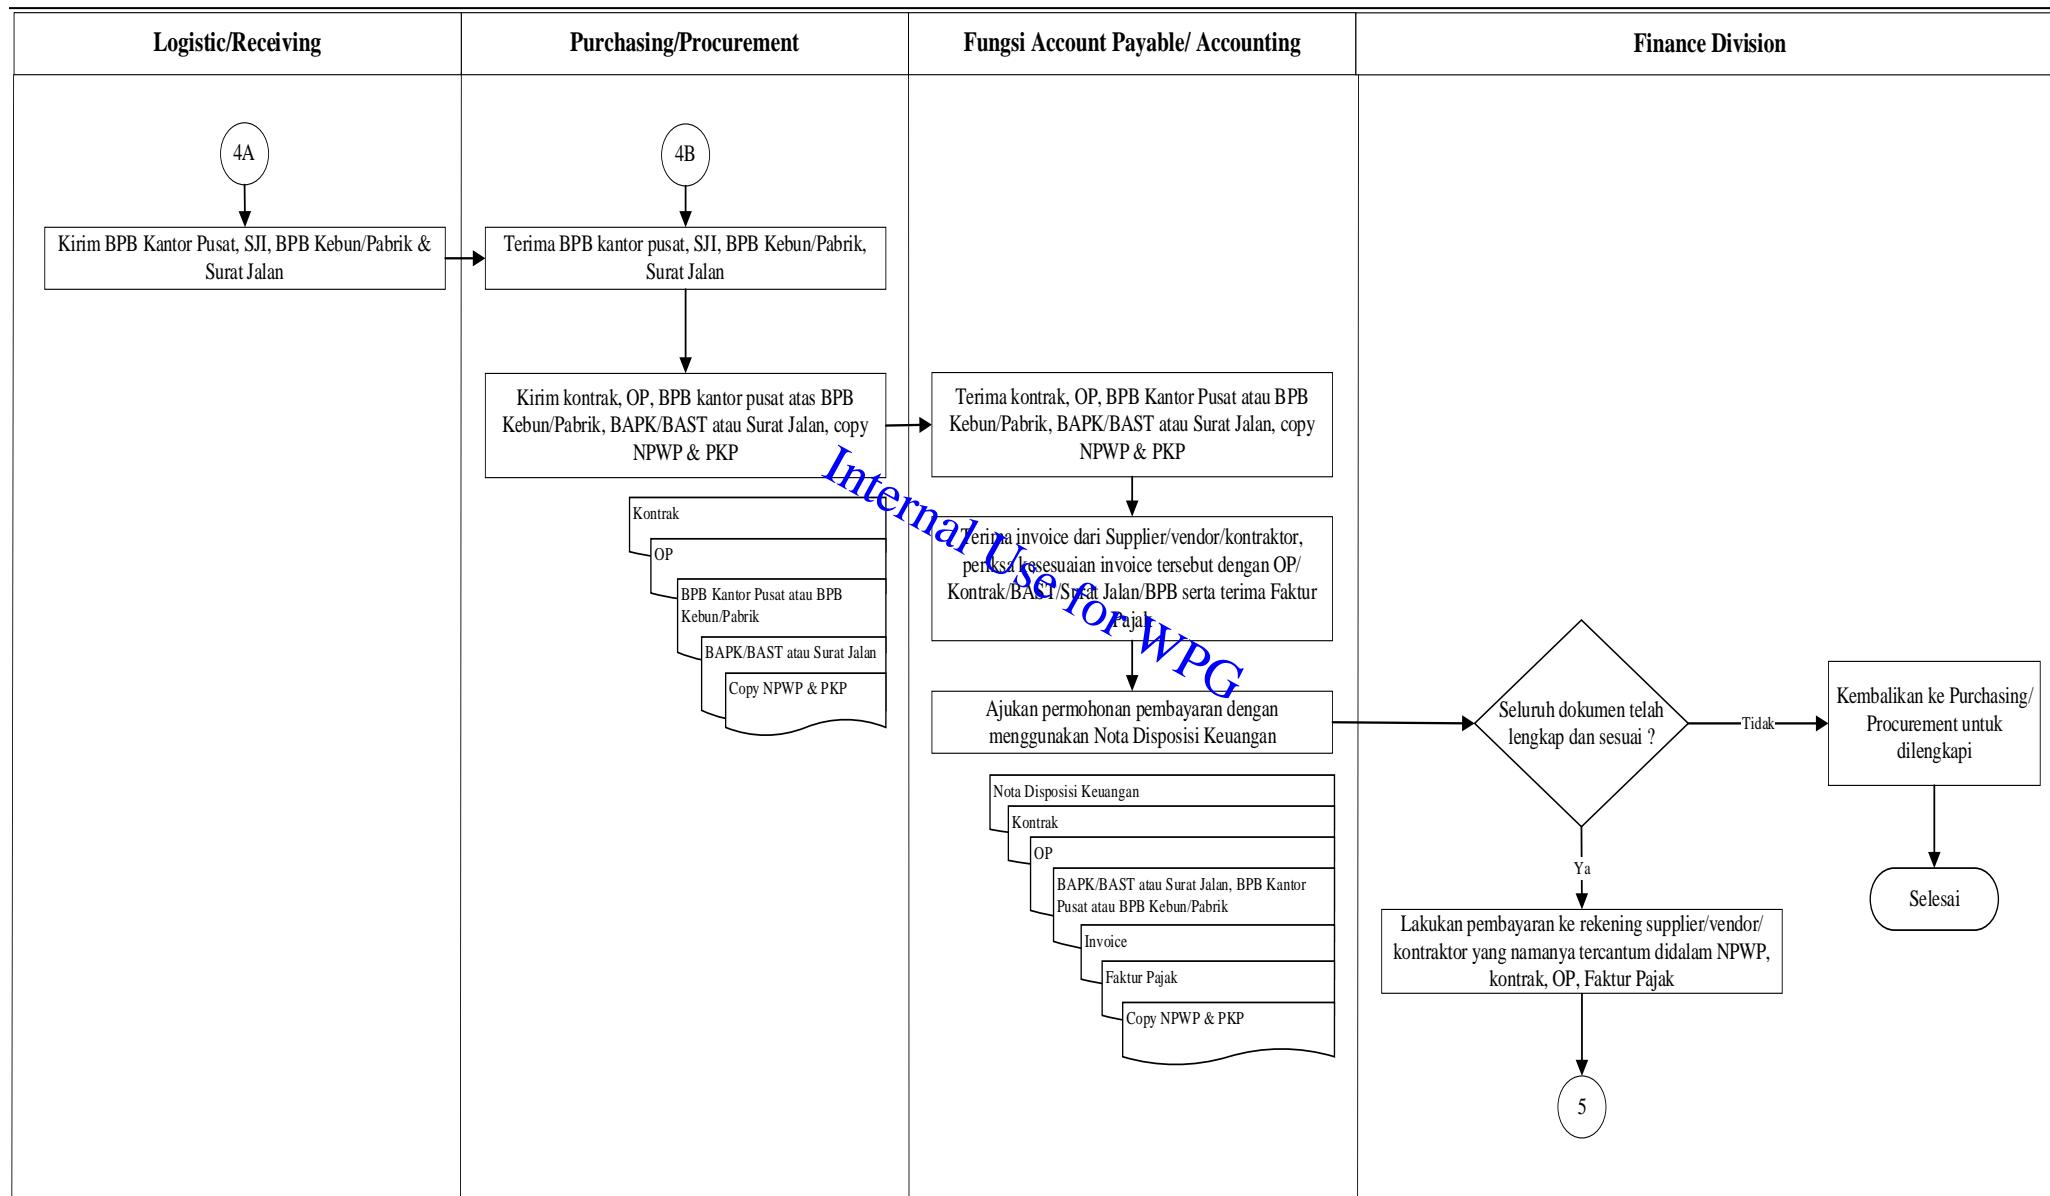 Logistic/Receiving
Purchasing/Procurement
Fungsi Account Payable/ Accounting
Finance Division
4A
Kirim BPB Kantor Pusat, SJI, BPB Kebun/Pabrik &
Surat Jalan
4B
Terima BPB kantor pusat, SJI, BPB Kebun/Pabrik,
Surat Jalan
Kirim kontrak, OP, BPB kantor pusat atas BPB
Kebun/Pabrik, BAPK/BAST atau Surat Jalan, copy
NPWP & PKP
Kontrak
OP
BPB Kantor Pusat atau BPB
Kebun/Pabrik
BAPK/BAST atau Surat Jalan
Copy NPWP & PKP
Terima kontrak, OP, BPB Kantor Pusat atau BPB
Kebun/Pabrik, BAPK/BAST atau Surat Jalan, copy
NPWP & PKP
Terima invoice dari Supplier/vendor/kontraktor,
periksa kesesuaian invoice tersebut dengan OP/
Kontrak/BAST/Surat Jalan/BPB serta terima Faktur
Pajak
Ajukan permohonan pembayaran dengan
menggunakan Nota Disposisi Keuangan
Nota Disposisi Keuangan
Kontrak
OP
BAPK/BAST atau Surat Jalan, BPB Kantor
Pusat atau BPB Kebun/Pabrik
Invoice
Faktur Pajak
Copy NPWP & PKP
Seluruh dokumen telah
lengkap dan sesuai ?
Tidak
Kembalikan ke Purchasing/
Procurement untuk
dilengkapi
Selesai
Ya
Lakukan pembayaran ke rekening supplier/vendor/
kontraktor yang namanya tercantum didalam NPWP,
kontrak, OP, Faktur Pajak
5
Internal Use for WPG